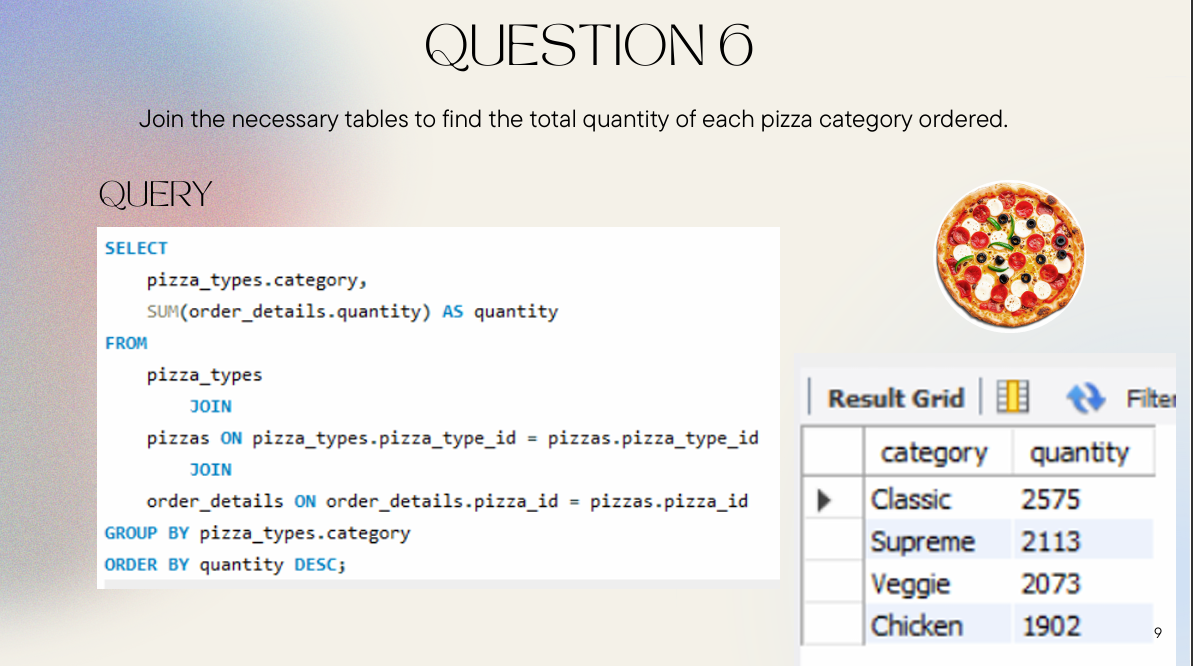 QUESTION 6
Join the necessary tables to find the total quantity of each pizza category ordered.
QUERY
SELECT
pizza_types.category,
SUM(order_details.quantity) AS quantity
FROM
pizza_types
JOIN
pizzas ON pizza_types.pizza_type_id = pizzas.pizza_type_id
JOIN
order_details ON order_details.pizza_id = pizzas.pizza_id
GROUP BY pizza_types.category
ORDER BY quantity DESC;
Result Grid Filter
category quantity
Classic 2575
Supreme 2113
Veggie 2073
Chicken 1902
9